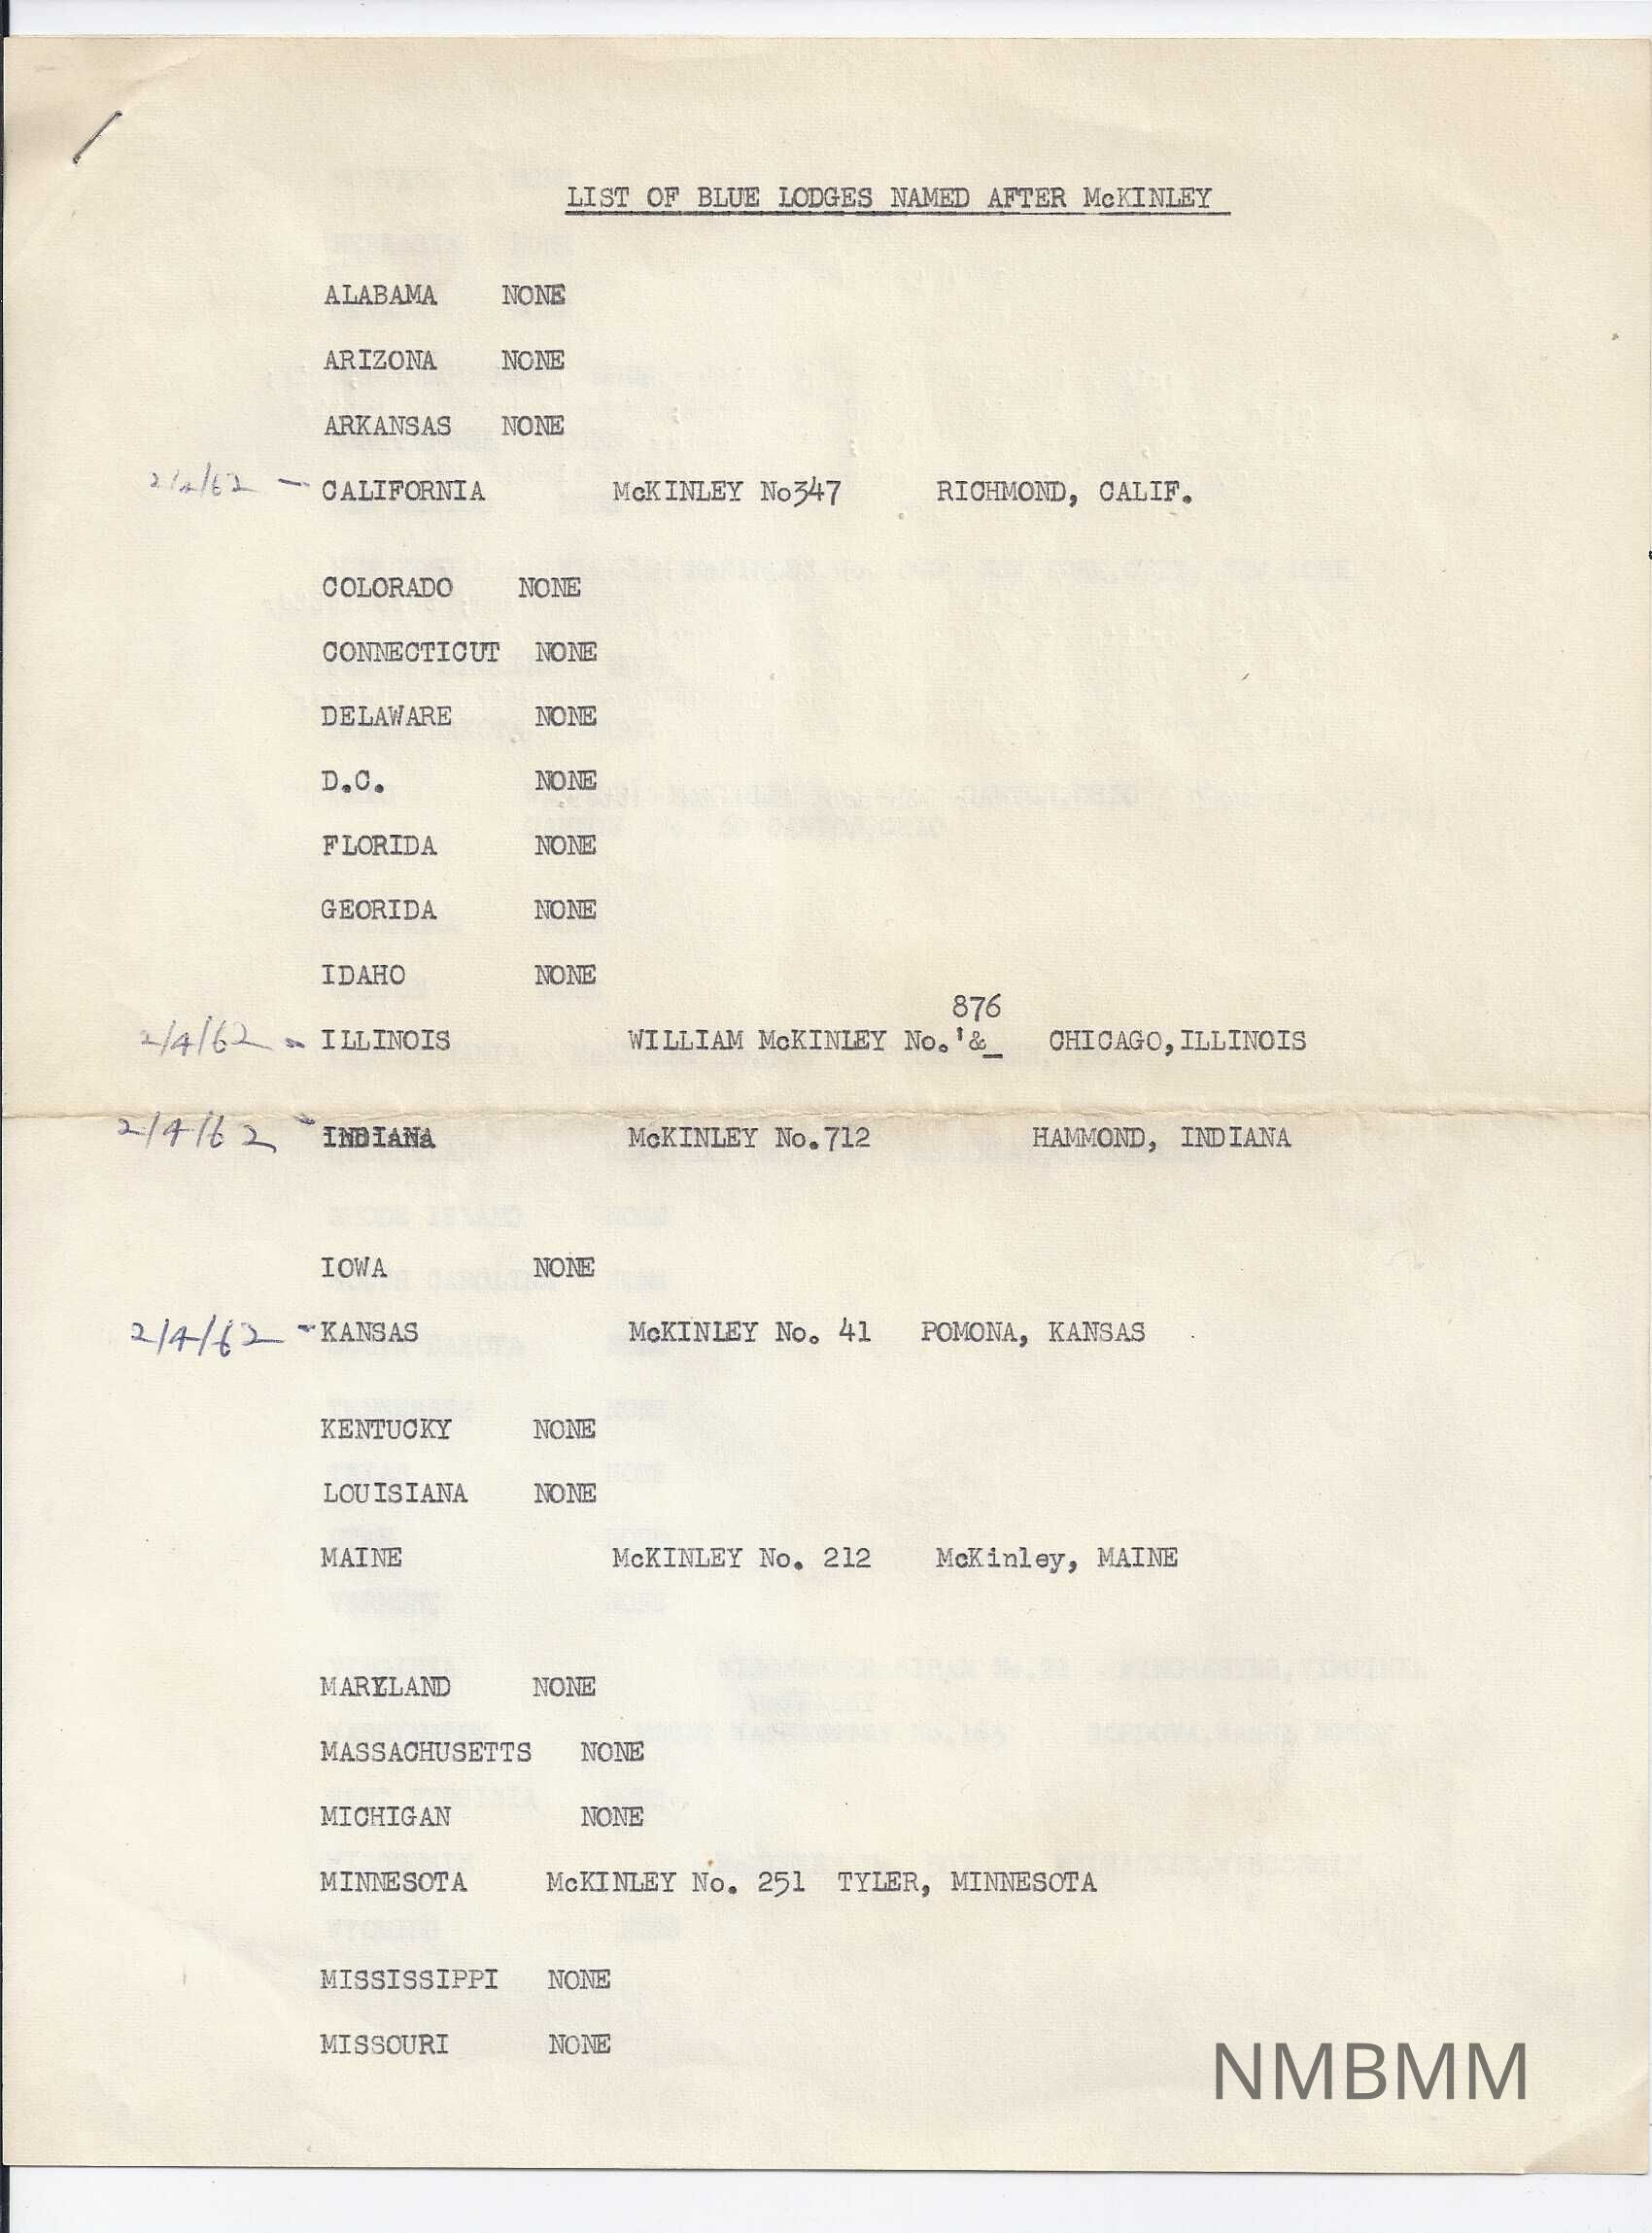 LIST OF BLUE LODGES NAMED AFTER McKINLEY
ALABAMA NONE
ARIZONA NONE
ARKANSAS NONE
2/4/62 - CALIFORNIA McKINLEY No347 RICHMOND, CALIF.
COLORADO NONE
CONNECTICUT NONE
DELAWARE NONE
D.C. NONE
FLORIDA NONE
GEORIDA NONE
IDAHO NONE
876
2/4/62 - ILLINOIS WILLIAM McKINLEY No.'&_ CHICAGO,ILLINOIS
2/4/62 - INDIANA McKINLEY No.712 HAMMOND, INDIANA
IOWA NONE
2/4/62 - KANSAS McKINLEY No. 41 POMONA, KANSAS
KENTUCKY NONE
LOUISIANA NONE
MAINE McKINLEY No. 212 McKinley, MAINE
MARYLAND NONE
MASSACHUSETTS NONE
MICHIGAN NONE
MINNESOTA McKINLEY No. 251 TYLER, MINNESOTA
MISSISSIPPI NONE
MISSOURI NONE
NMBMM